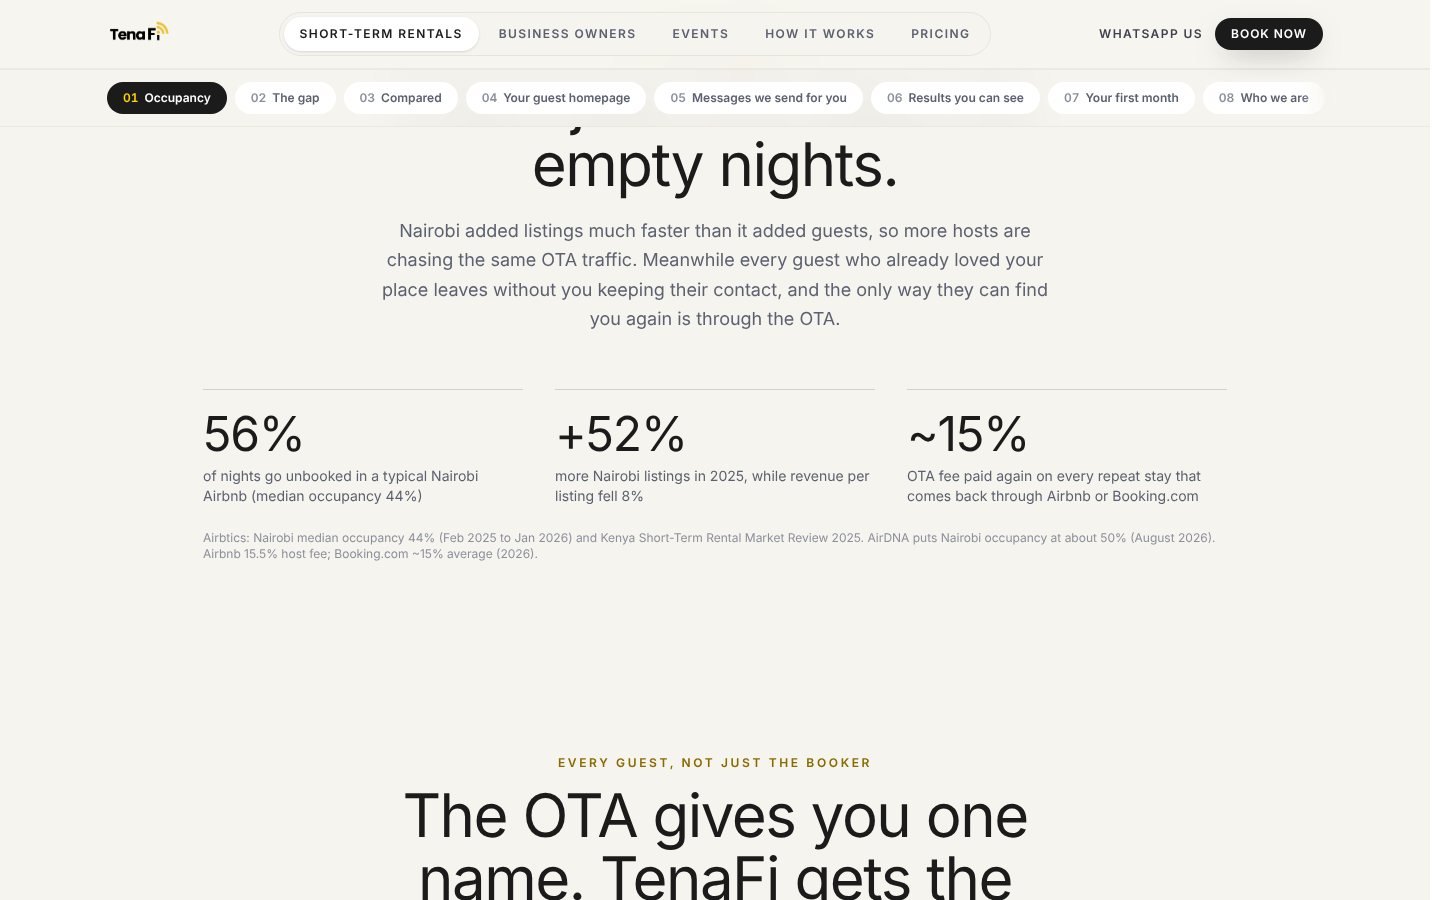 TenaFi
SHORT-TERM RENTALS
BUSINESS OWNERS
EVENTS
HOW IT WORKS
PRICING
WHATSAPP US
BOOK NOW
01 Occupancy
02 The gap
03 Compared
04 Your guest homepage
05 Messages we send for you
06 Results you can see
07 Your first month
08 Who we are
empty nights.
Nairobi added listings much faster than it added guests, so more hosts are
chasing the same OTA traffic. Meanwhile every guest who already loved your
place leaves without you keeping their contact, and the only way they can find
you again is through the OTA.
56%
of nights go unbooked in a typical Nairobi
Airbnb (median occupancy 44%)
+52%
more Nairobi listings in 2025, while revenue per
listing fell 8%
~15%
OTA fee paid again on every repeat stay that
comes back through Airbnb or Booking.com
Airbtics: Nairobi median occupancy 44% (Feb 2025 to Jan 2026) and Kenya Short-Term Rental Market Review 2025. AirDNA puts Nairobi occupancy at about 50% (August 2026).
Airbnb 15.5% host fee; Booking.com ~15% average (2026).
EVERY GUEST, NOT JUST THE BOOKER
The OTA gives you one
name. TenaFi gets the